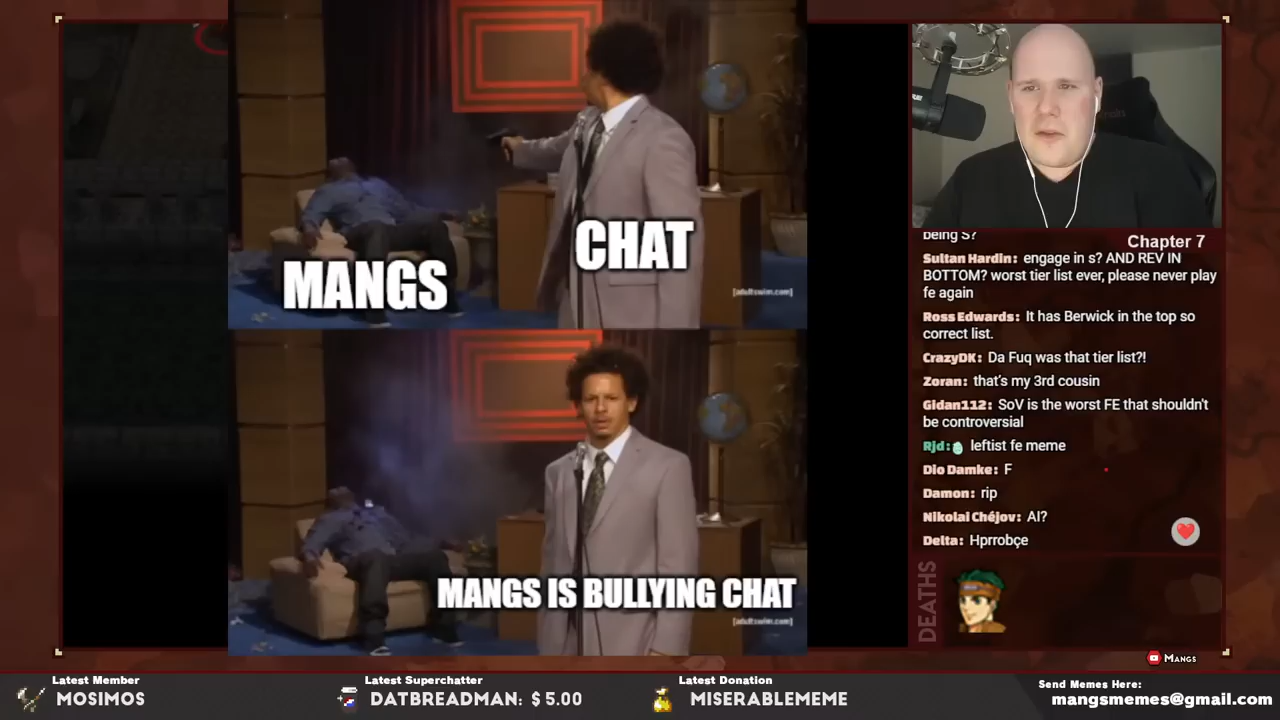 CHAT
MANGS
[adultswim.com]
MANGS IS BULLYING CHAT
[adultswim.com]
being S?
Chapter 7
Sultan Hardin: engage in s? AND REV IN
BOTTOM? worst tier list ever, please never play
fe again
Ross Edwards: It has Berwick in the top so
correct list.
CrazyDK: Da Fuq was that tier list?!
Zoran: that's my 3rd cousin
Gidan112: SoV is the worst FE that shouldn't
be controversial
Rjd: leftist fe meme
Dio Damke: F
Damon: rip
Nikolai Chéjov: AI?
Delta: Hprrobçe
DEATHS
MANGS
Latest Member
MOSIMOS
Latest Superchatter
DATBREADMAN: $5.00
Latest Donation
MISERABLEMEME
Send Memes Here:
mangsmemes@gmail.com